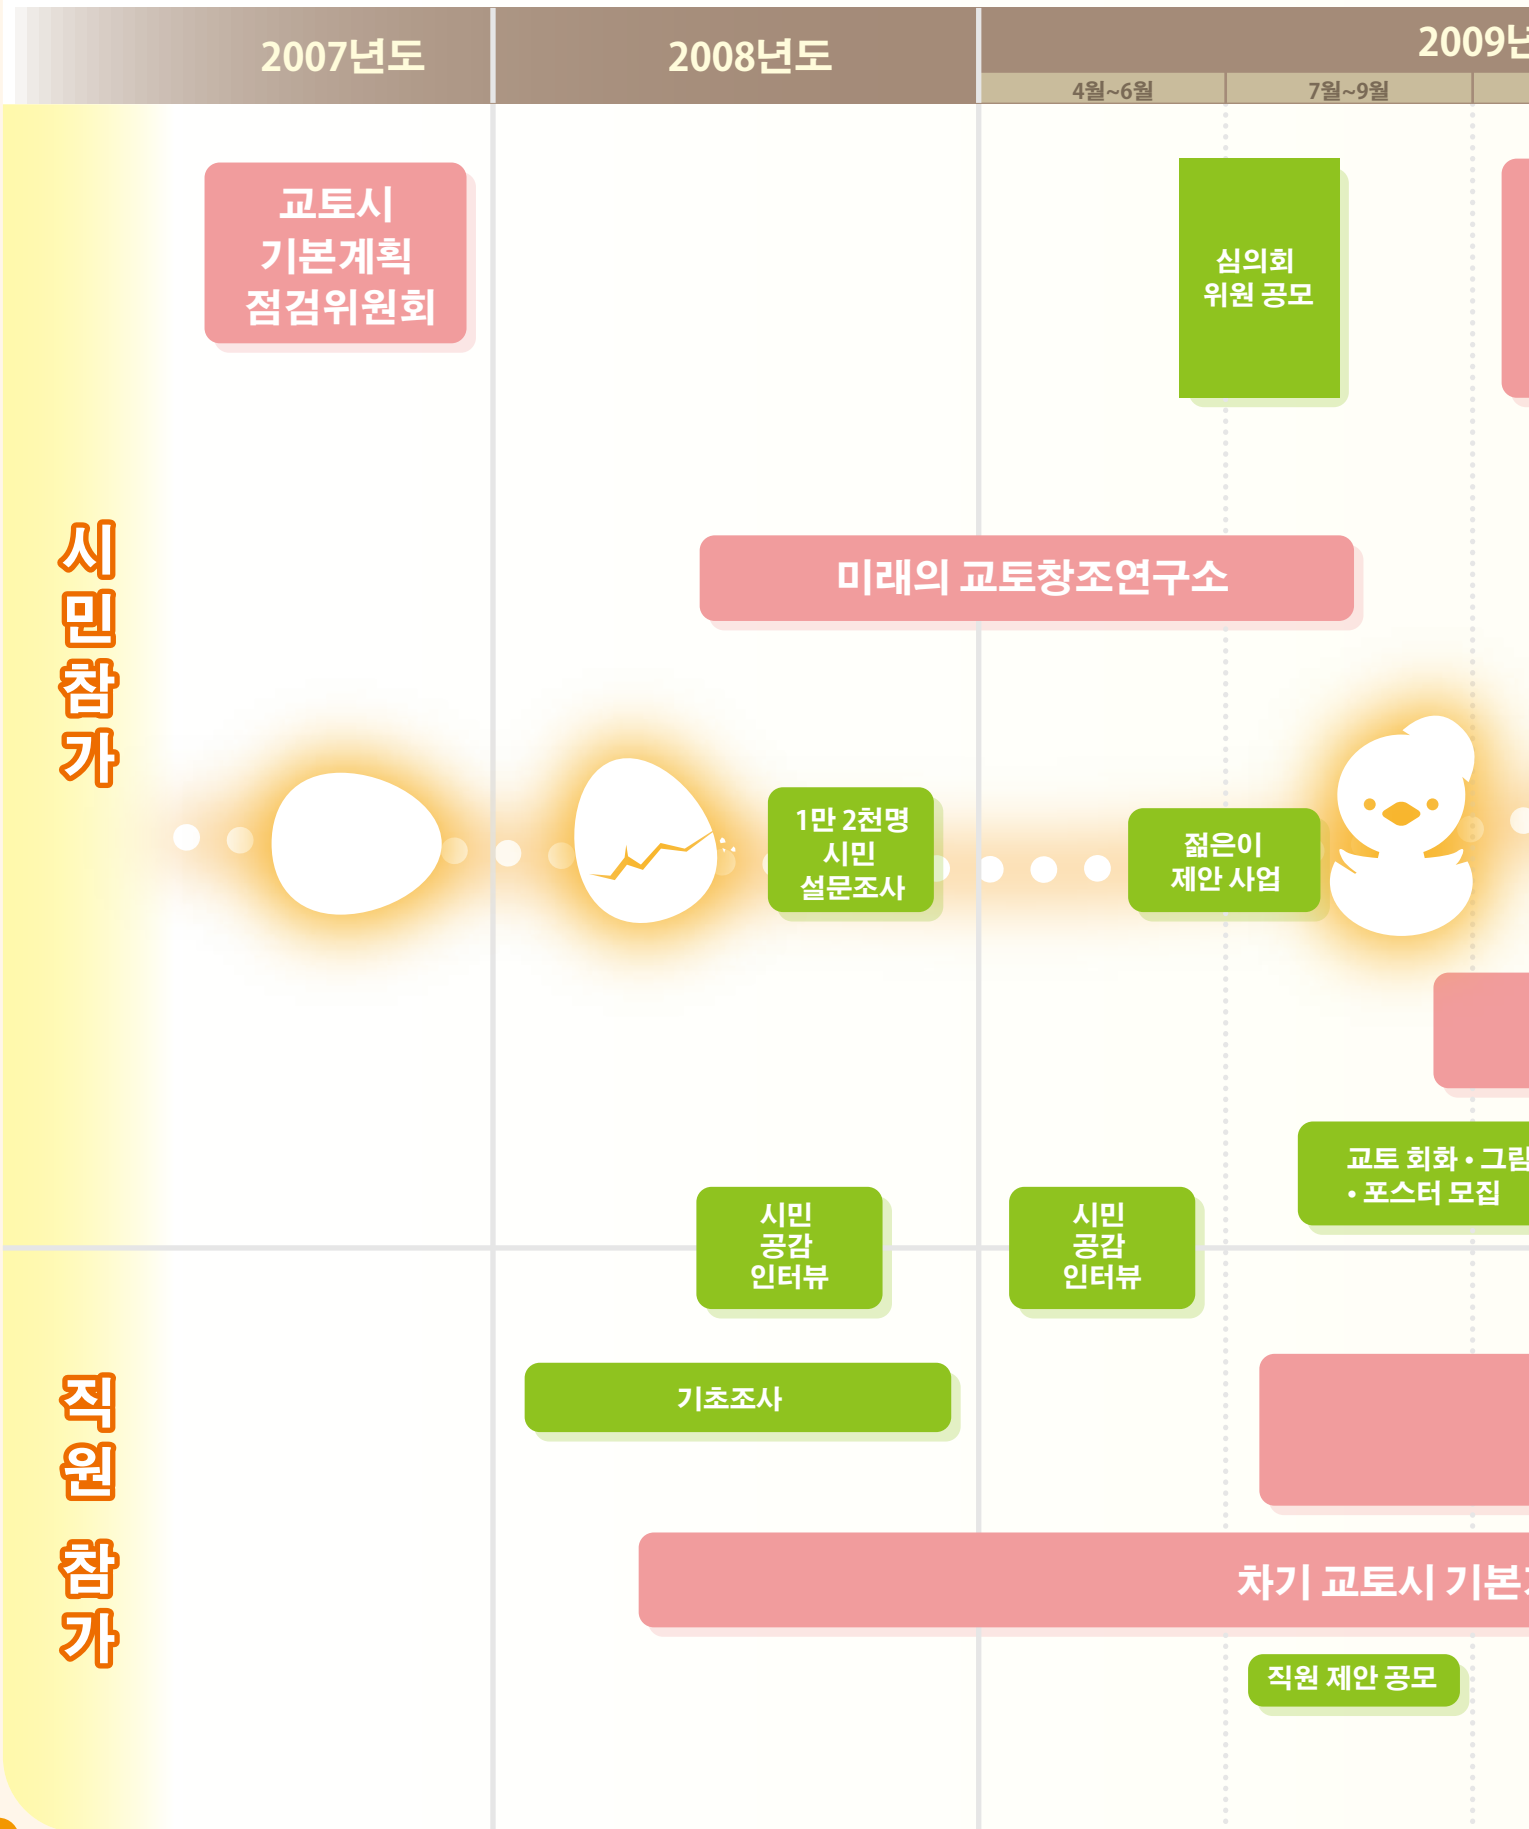 2007년도
2008년도
2009년
4월~6월
7월~9월
교토시
기본계획
점검위원회
심의회
위원 공모
시민참가
미래의 교토창조연구소
1만 2천명
시민
설문조사
젊은이
제안 사업
교토 회화 • 그림
• 포스터 모집
시민
공감
인터뷰
시민
공감
인터뷰
직원 참가
기초조사
차기 교토시 기본
직원 제안 공모